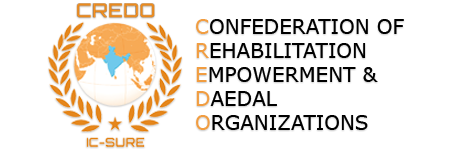 CREDO
IC-SURE
CONFEDERATION OF
REHABILITATION
EMPOWERMENT &
DAEDAL
ORGANIZATIONS